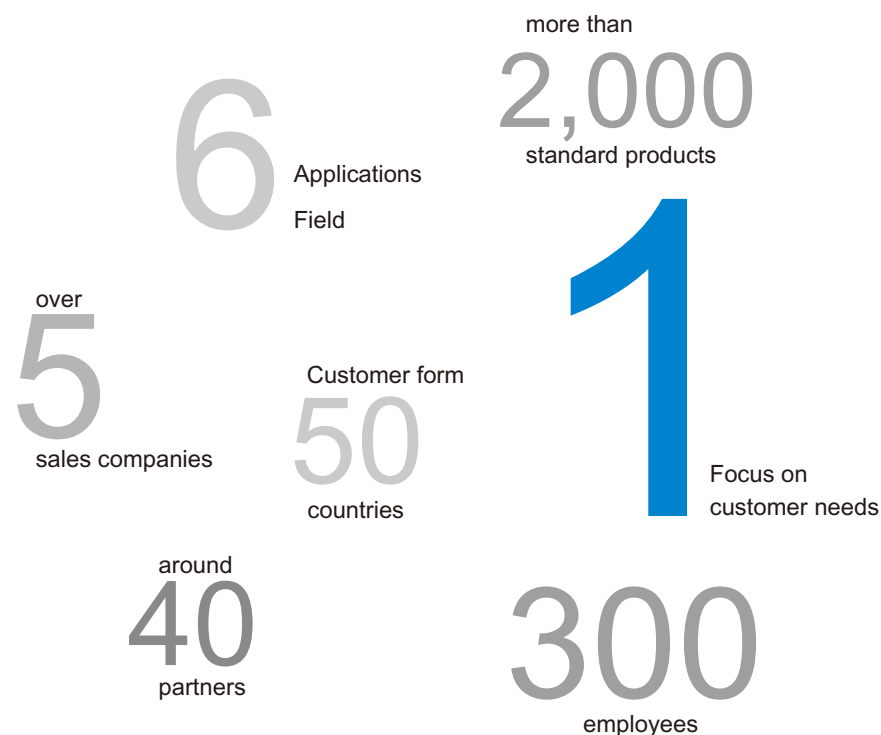 more than
2,000
standard products
6
Applications
Field
1
Focus on
customer needs
over
5
sales companies
Customer form
50
countries
around
40
partners
300
employees